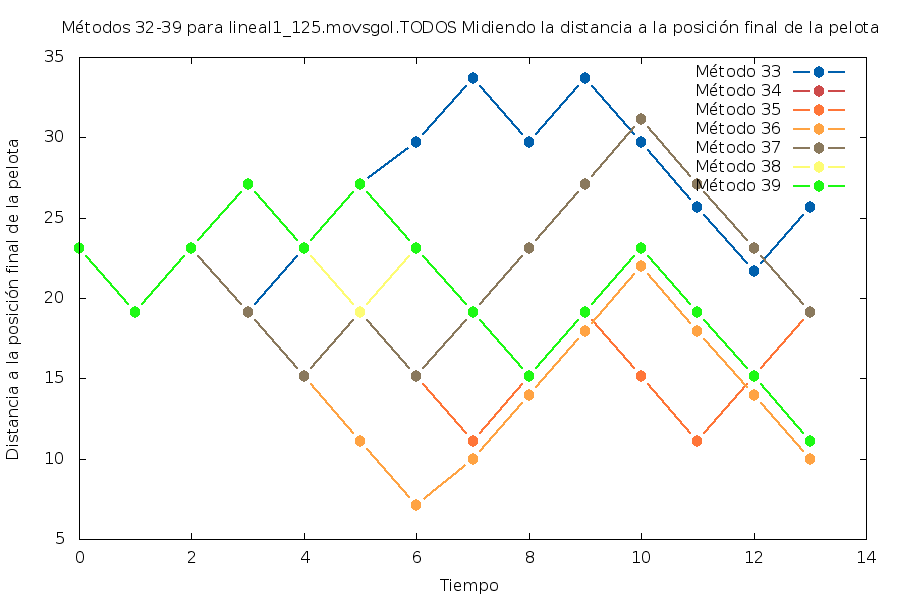 Métodos 32-39 para lineal1_125.movsgol.TODOS Midiendo la distancia a la posición final de la pelota
Distancia a la posición final de la pelota
35
30
25
20
15
10
5
Método 33
Método 34
Método 35
Método 36
Método 37
Método 38
Método 39
0 2 4 6 8 10 12 14
Tiempo